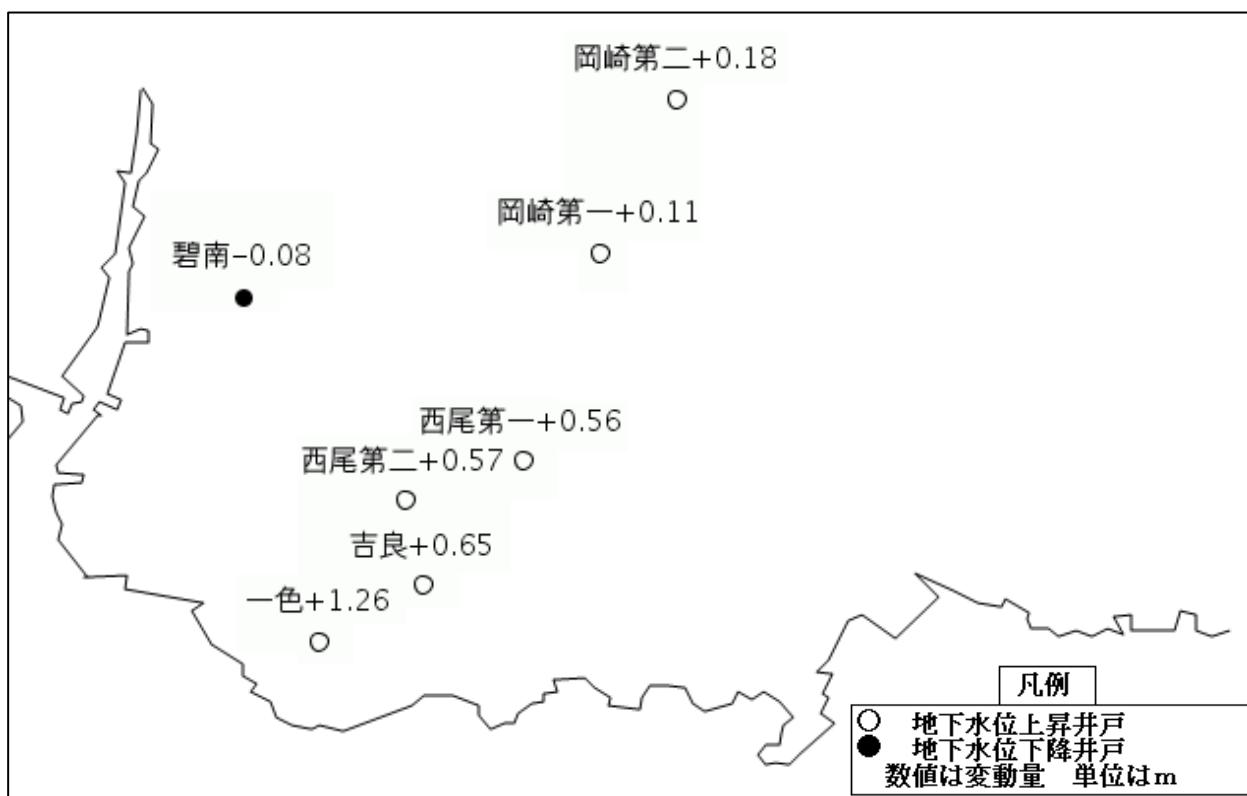 岡崎第二+0.18
岡崎第一+0.11
碧南-0.08
西尾第一+0.56
西尾第二+0.57
吉良+0.65
一色+1.26
凡例
地下水位上昇井戸
地下水位下降井戸
数値は変動量　単位はm